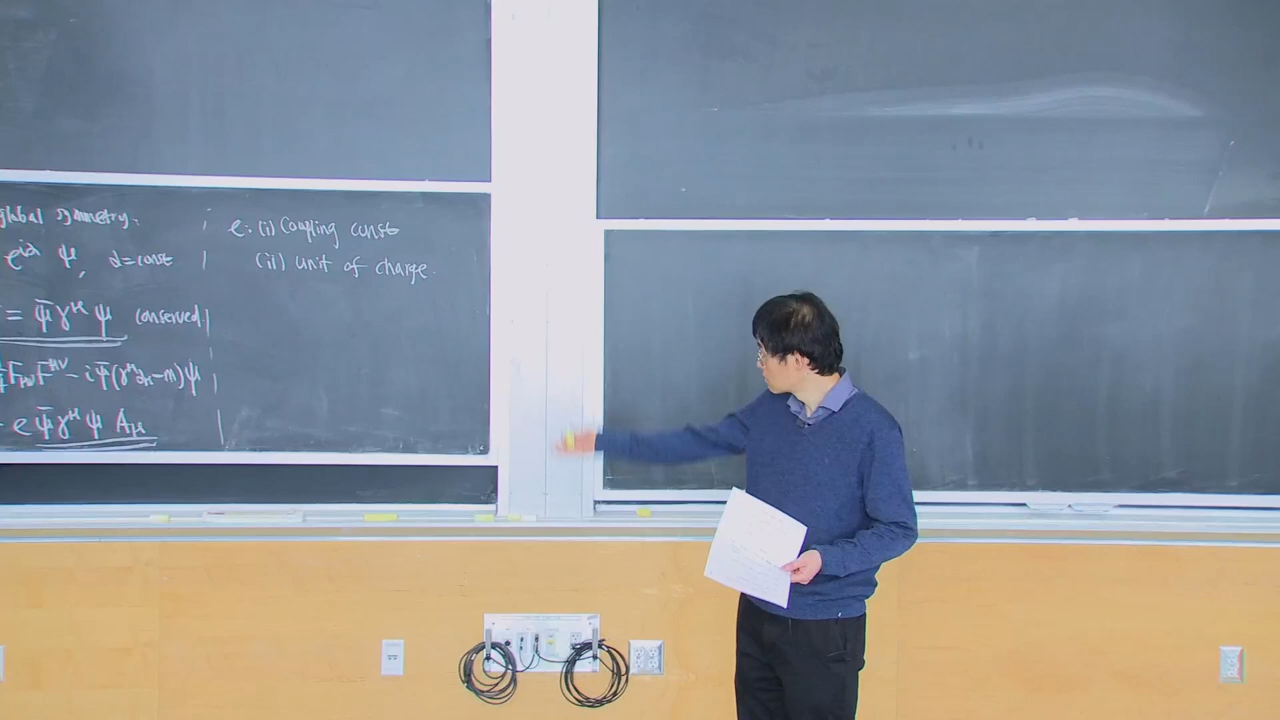 global symmetry.
e^{iα} ψ, α=const
= ψ̄γ^μ ψ conserved
F_{μν}F^{μν} - iψ̄(γ^μ∂_μ-m)ψ
e ψ̄γ^μ ψ A_μ
e: (i) Coupling const
(ii) unit of charge.